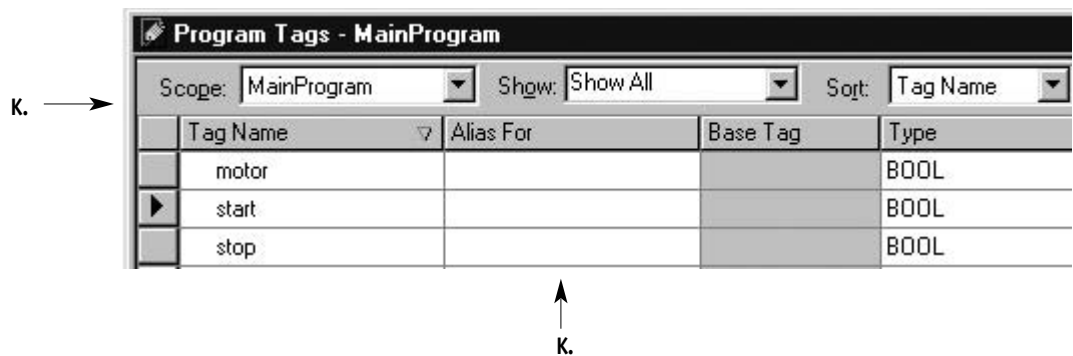 Program Tags - MainProgram
Scope: MainProgram Show: Show All Sort: Tag Name
K.
Tag Name Alias For Base Tag Type
motor BOOL
start BOOL
stop BOOL
K.